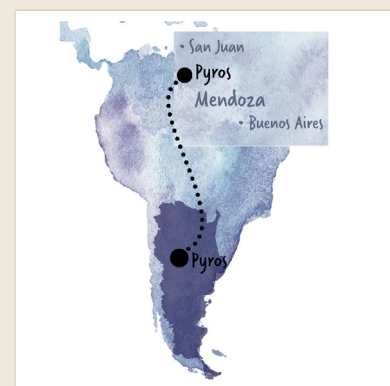 • San Juan
Pyros
Mendoza
• Buenos Aires
Pyros